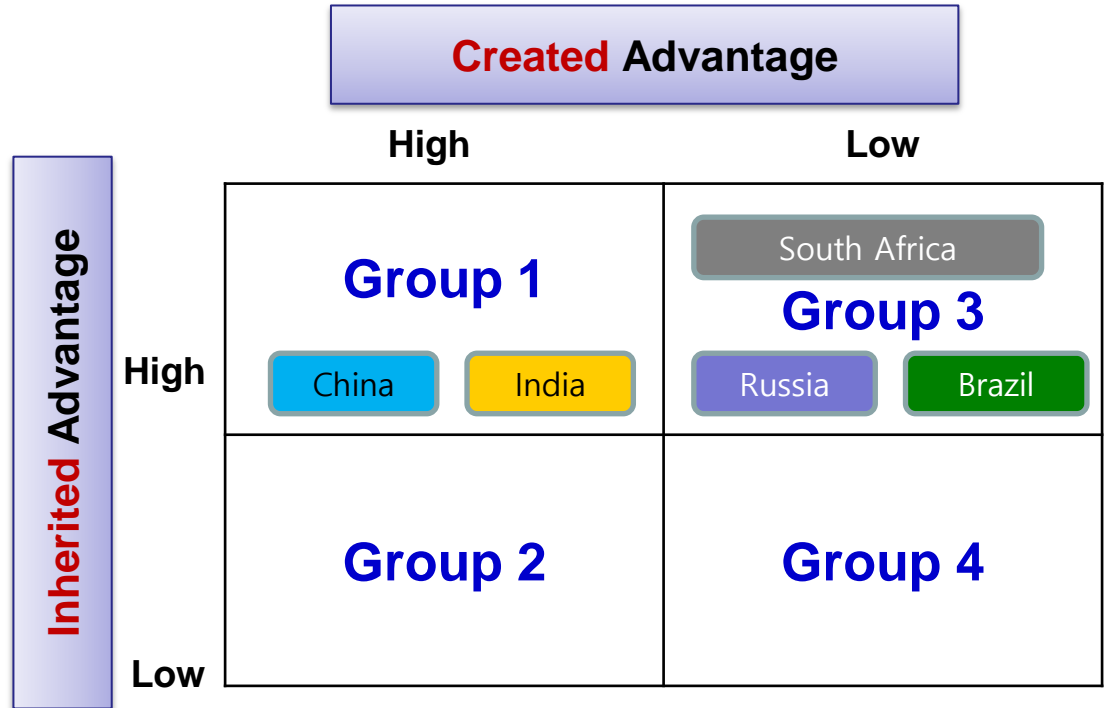 Created Advantage
High
Low
Inherited Advantage
High
Low
Group 1
China
India
South Africa
Group 3
Russia
Brazil
Group 2
Group 4